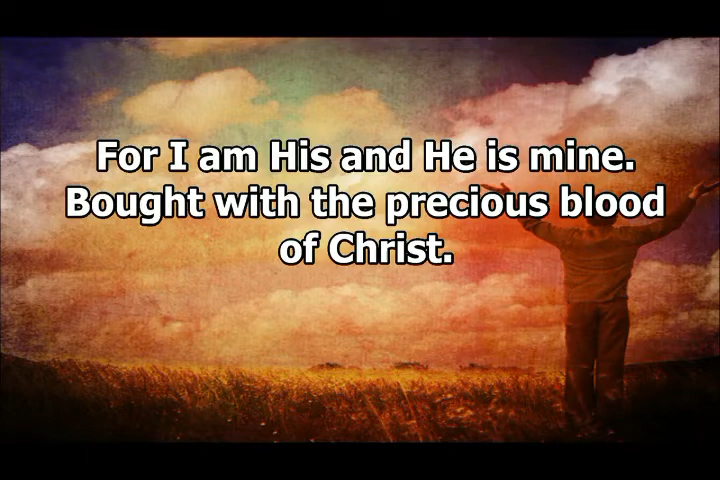 For I am His and He is mine.
Bought with the precious blood
of Christ.